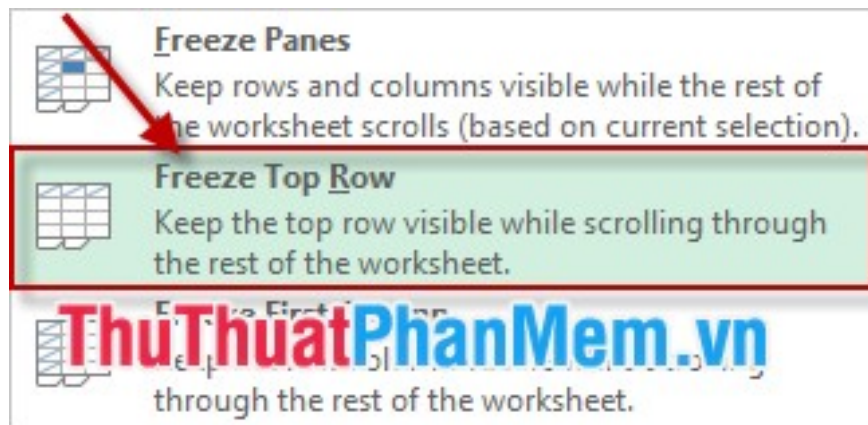 Freeze Panes
Keep rows and columns visible while the rest of
the worksheet scrolls (based on current selection).
Freeze Top Row
Keep the top row visible while scrolling through
the rest of the worksheet.
ThuThuatPhanMem.vn
through the rest of the worksheet.